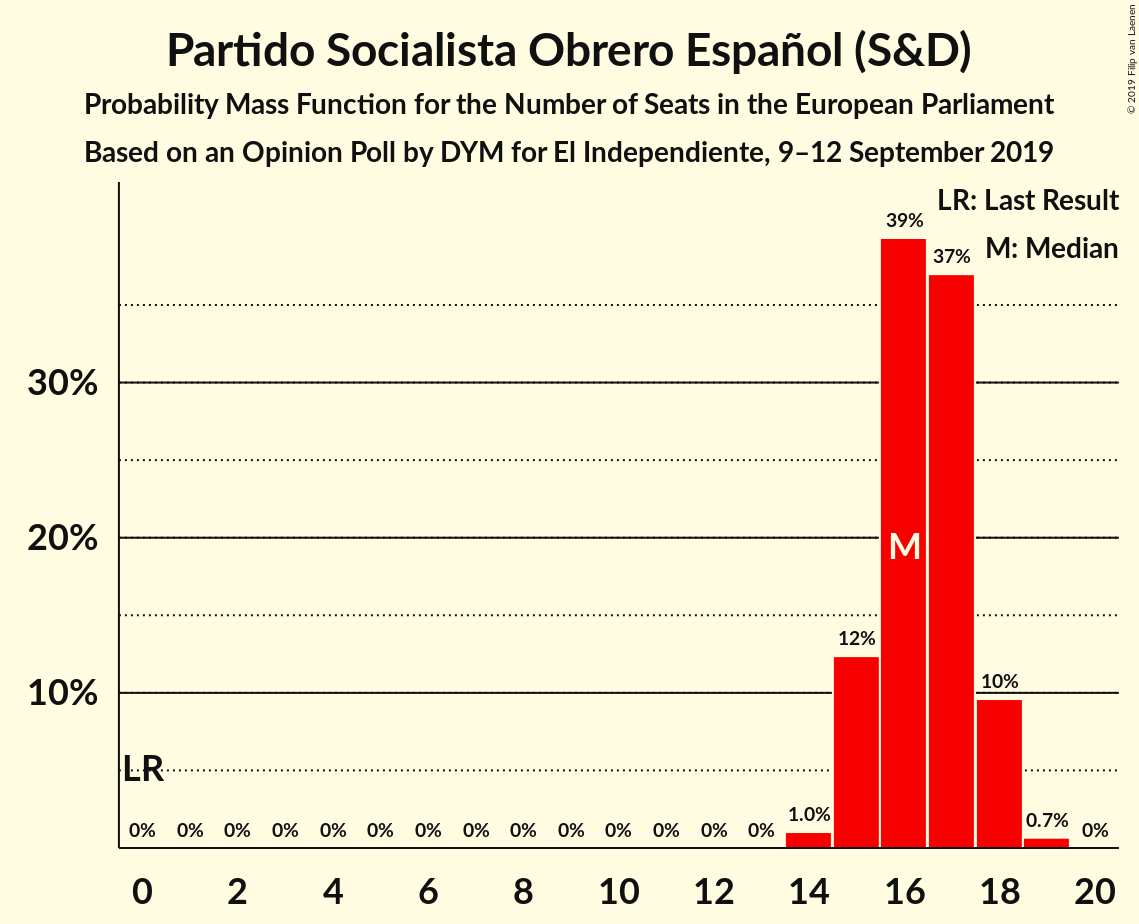 Partido Socialista Obrero Español (S&D)
Probability Mass Function for the Number of Seats in the European Parliament
Based on an Opinion Poll by DYM for El Independiente, 9–12 September 2019
© 2019 Filip van Laenen
LR: Last Result
M: Median
39%
37%
30%
20%
M
12%
10%
10%
LR
0% 0% 0% 0% 0% 0% 0% 0% 0% 0% 0% 0% 0% 0% 1.0% 0.7% 0%
0 2 4 6 8 10 12 14 16 18 20